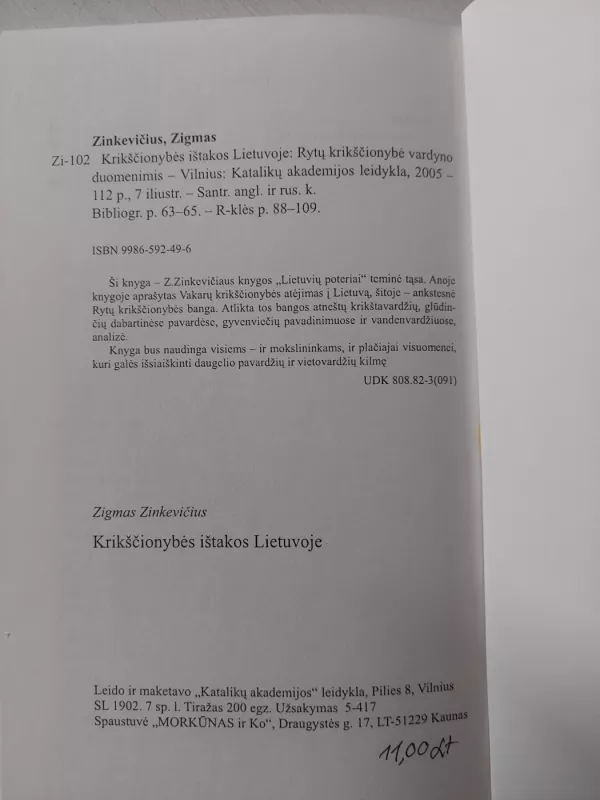 Zinkevičius, Zigmas
Zi-102 Krikščionybės ištakos Lietuvoje: Rytų krikščionybė vardyno
duomenimis – Vilnius: Katalikų akademijos leidykla, 2005 –
112 p., 7 iliustr. – Santr. angl. ir rus. k.
Bibliogr. p. 63–65. – R-klės p. 88–109.
ISBN 9986-592-49-6
Ši knyga – Z.Zinkevičiaus knygos „Lietuvių poteriai“ teminė tąsa. Anoje
knygoje aprašytas Vakarų krikščionybės atėjimas į Lietuvą, šitoje – ankstesnė
Rytų krikščionybės banga. Atlikta tos bangos atneštų krikštavardžių, glūdin-
čių dabartinėse pavardėse, gyvenviečių pavadinimuose ir vandenvardžiuose,
analizė.
Knyga bus naudinga visiems – ir mokslininkams, ir plačiajai visuomenei,
kuri galės išsiaiškinti daugelio pavardžių ir vietovardžių kilmę
UDK 808.82-3(091)
Zigmas Zinkevičius
Krikščionybės ištakos Lietuvoje
Leido ir maketavo „Katalikų akademijos“ leidykla, Pilies 8, Vilnius
SL 1902. 7 sp. l. Tiražas 200 egz. Užsakymas 5-417
Spaustuvė „MORKŪNAS ir Ko“, Draugystės g. 17, LT-51229 Kaunas
11,00Lt